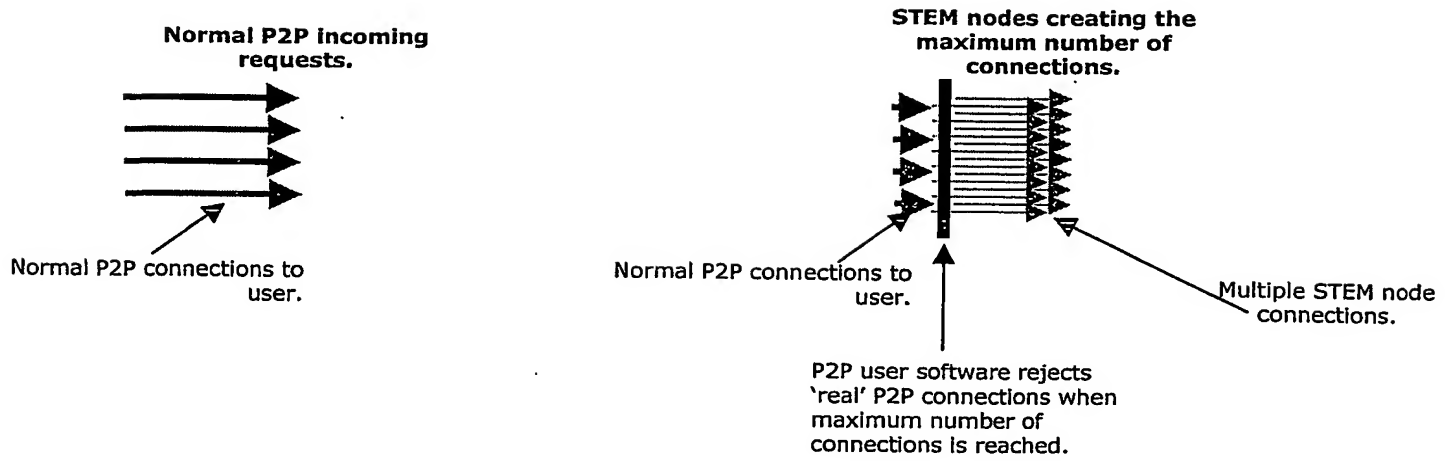 Normal P2P incoming
requests.
Normal P2P connections to
user.
STEM nodes creating the
maximum number of
connections.
Normal P2P connections to
user.
Multiple STEM node
connections.
P2P user software rejects
‘real’ P2P connections when
maximum number of
connections is reached.